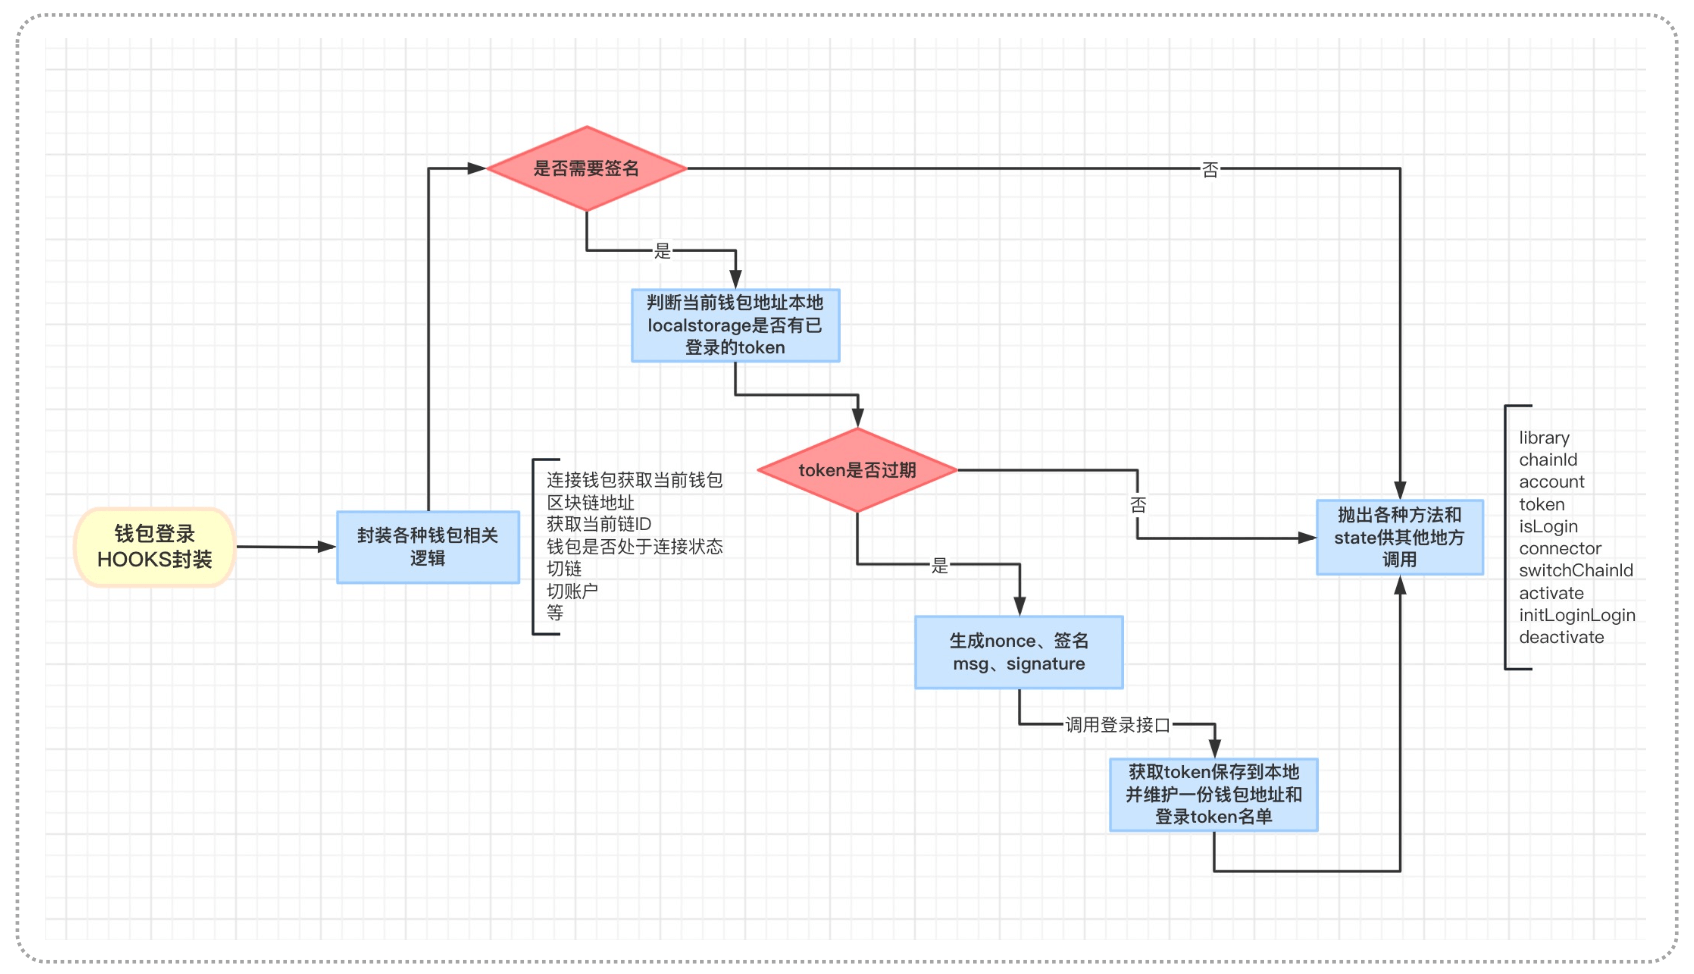 是否需要签名
否
是
判断当前钱包地址本地
localstorage是否有已
登录的token
token是否过期
否
是
钱包登录
HOOKS封装
封装各种钱包相关
逻辑
连接钱包获取当前钱包
区块链地址
获取当前链ID
钱包是否处于连接状态
切链
切账户
等
生成nonce、签名
msg、signature
调用登录接口
获取token保存到本地
并维护一份钱包地址和
登录token名单
抛出各种方法和
state供其他地方
调用
library
chainId
account
token
isLogin
connector
switchChainId
activate
initLoginLogin
deactivate